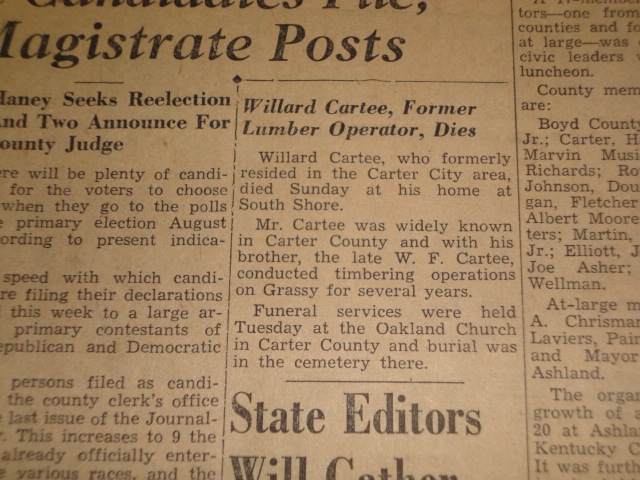 Candidates File,
Magistrate Posts
Haney Seeks Reelection
And Two Announce For
County Judge
ere will be plenty of candi-
for the voters to choose
when they go to the polls
primary election August
cording to present indica-
speed with which candi-
re filing their declarations
this week to a large ar-
primary contestants of
epublican and Democratic
persons filed as candi-
the county clerk's office
last issue of the Journal-
r. This increases to 9 the
already officially enter-
various races, and the
Willard Cartee, Former
Lumber Operator, Dies
Willard Cartee, who formerly
resided in the Carter City area,
died Sunday at his home at
South Shore.
Mr. Cartee was widely known
in Carter County and with his
brother, the late W. F. Cartee,
conducted timbering operations
on Grassy for several years.
Funeral services were held
Tuesday at the Oakland Church
in Carter County and burial was
in the cemetery there.
State Editors
Will Gather
tors—one from
counties and fo
at large—was
civic leaders
luncheon.
County mem
are:
Boyd County
Jr.; Carter, H.
Marvin Musi
Richards; Ro
Johnson, Dou
gan, Fletcher
Albert Moore
ters; Martin,
Jr.; Elliott, J
Joe Asher;
Wellman.
At-large m
A. Chrisma
Laviers, Pain
and Mayor
Ashland.
The organ
growth of a
20 at Ashla
Kentucky C
It was furth